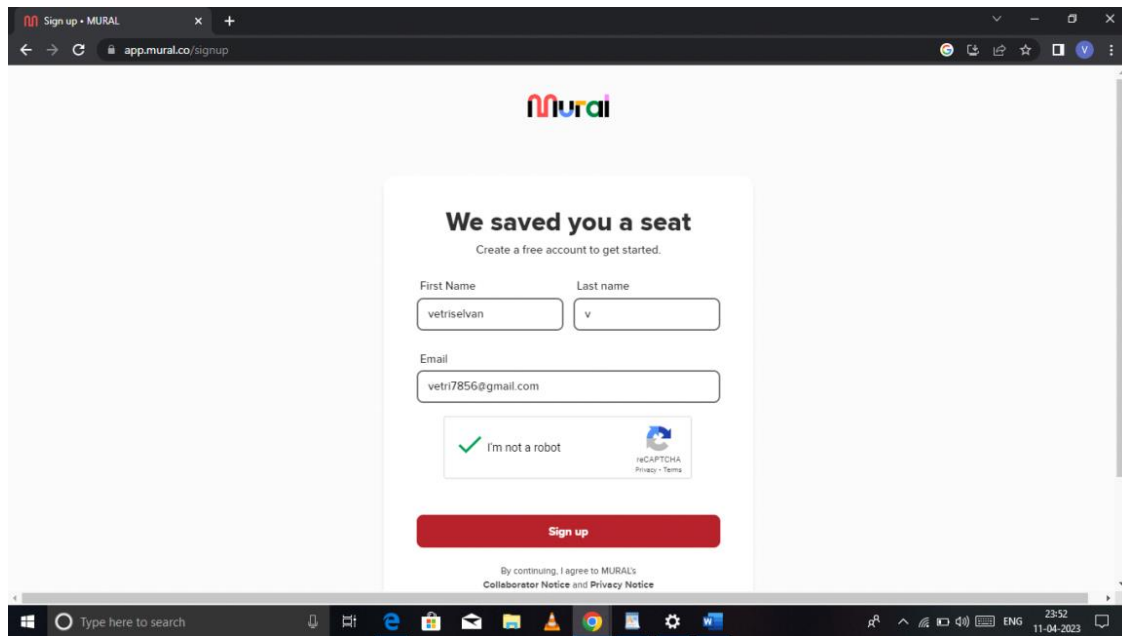 Sign up • MURAL
app.mural.co/signup
V
Mural
We saved you a seat
Create a free account to get started.
First Name Last name
vetriselvan v
Email
vetri7856@gmail.com
I'm not a robot
reCAPTCHA
Privacy - Terms
Sign up
By continuing, I agree to MURAL's
Collaborator Notice and Privacy Notice
Type here to search
ENG
23:52
11-04-2023